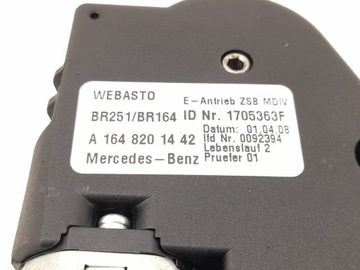 WEBASTO E-Antrieb ZSB MDIV
BR251/BR164 ID Nr. 1705363F
Datum: 01.04.08
A 164 820 14 42 lfd Nr. 0092394
Lebenslauf 2
Mercedes-Benz Pruefer 01